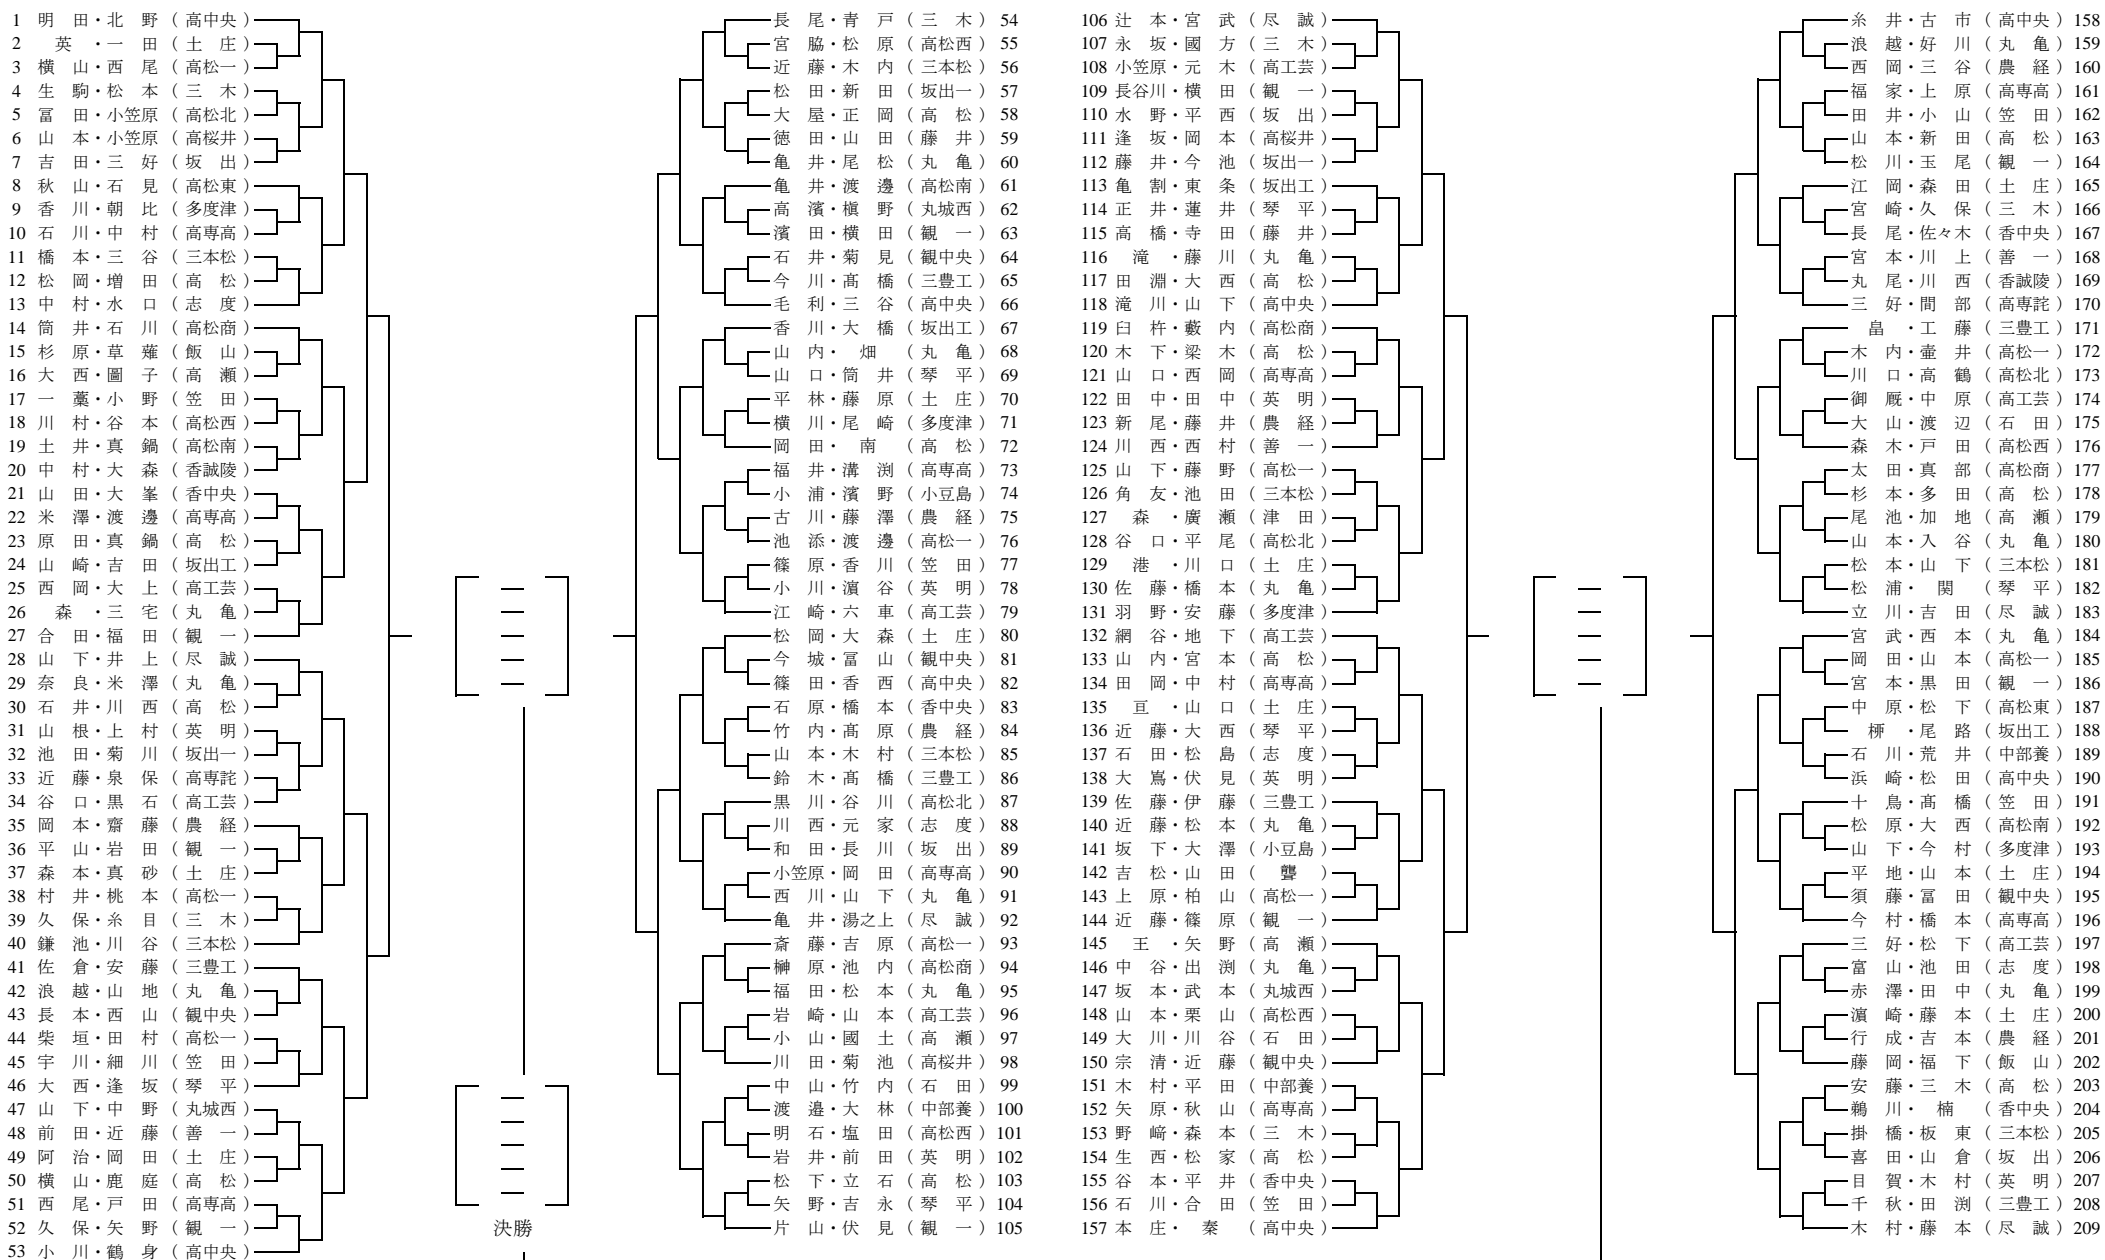 1 明田・北野（高中央）
2 英・一田（土庄）
3 横山・西尾（高松一）
4 生駒・松本（三木）
5 冨田・小笠原（高松北）
6 山本・小笠原（高桜井）
7 吉田・三好（坂出）
8 秋山・石見（高松東）
9 香川・朝比（多度津）
10 石川・中村（高専高）
11 橋本・三谷（三本松）
12 松岡・増田（高松）
13 中村・水口（志度）
14 筒井・石川（高松商）
15 杉原・草薙（飯山）
16 大西・圖子（高瀬）
17 一藁・小野（笠田）
18 川村・谷本（高松西）
19 土井・真鍋（高松南）
20 中村・大森（香誠陵）
21 山田・大峯（香中央）
22 米澤・渡邊（高専高）
23 原田・真鍋（高松）
24 山崎・吉田（坂出工）
25 西岡・大上（高工芸）
26 森・三宅（丸亀）
27 合田・福田（観一）
28 山下・井上（尽誠）
29 奈良・米澤（丸亀）
30 石井・川西（高松）
31 山根・上村（英明）
32 池田・菊川（坂出一）
33 近藤・泉保（高専詫）
34 谷口・黒石（高工芸）
35 岡本・齋藤（農経）
36 平山・岩田（観一）
37 森本・真砂（土庄）
38 村井・桃本（高松一）
39 久保・糸目（三木）
40 鎌池・川谷（三本松）
41 佐倉・安藤（三豊工）
42 浪越・山地（丸亀）
43 長本・西山（観中央）
44 柴垣・田村（高松一）
45 宇川・細川（笠田）
46 大西・逢坂（琴平）
47 山下・中野（丸城西）
48 前田・近藤（善一）
49 阿治・岡田（土庄）
50 横山・鹿庭（高松）
51 西尾・戸田（高専高）
52 久保・矢野（観一）
53 小川・鶴身（高中央）
決勝
長尾・青戸（三木）54
宮脇・松原（高松西）55
近藤・木内（三本松）56
松田・新田（坂出一）57
大屋・正岡（高松）58
徳田・山田（藤井）59
亀井・尾松（丸亀）60
亀井・渡邊（高松南）61
高濱・槇野（丸城西）62
濱田・横田（観一）63
石井・菊見（観中央）64
今川・髙橋（三豊工）65
毛利・三谷（高中央）66
香川・大橋（坂出工）67
山内・畑（丸亀）68
山口・筒井（琴平）69
平林・藤原（土庄）70
横川・尾崎（多度津）71
岡田・南（高松）72
福井・溝渕（高専高）73
小浦・濱野（小豆島）74
古川・藤澤（農経）75
池添・渡邊（高松一）76
篠原・香川（笠田）77
小川・濵谷（英明）78
江崎・六車（高工芸）79
松岡・大森（土庄）80
今城・冨山（観中央）81
篠田・香西（高中央）82
石原・橋本（香中央）83
竹内・髙原（農経）84
山本・木村（三本松）85
鈴木・髙橋（三豊工）86
黒川・谷川（高松北）87
川西・元家（志度）88
和田・長川（坂出）89
小笠原・岡田（高専高）90
西川・山下（丸亀）91
亀井・湯之上（尽誠）92
斎藤・吉原（高松一）93
榊原・池内（高松商）94
福田・松本（丸亀）95
岩崎・山本（高工芸）96
小山・國土（高瀬）97
川田・菊池（高桜井）98
中山・竹内（石田）99
渡邉・大林（中部養）100
明石・塩田（高松西）101
岩井・前田（英明）102
松下・立石（高松）103
矢野・吉永（琴平）104
片山・伏見（観一）105
106 辻本・宮武（尽誠）
107 永坂・國方（三木）
108 小笠原・元木（高工芸）
109 長谷川・横田（観一）
110 水野・平西（坂出）
111 逢坂・岡本（高桜井）
112 藤井・今池（坂出一）
113 亀割・東条（坂出工）
114 正井・蓮井（琴平）
115 高橋・寺田（藤井）
116 滝・藤川（丸亀）
117 田淵・大西（高松）
118 滝川・山下（高中央）
119 臼杵・藪内（高松商）
120 木下・梁木（高松）
121 山口・西岡（高専高）
122 田中・田中（英明）
123 新尾・藤井（農経）
124 川西・西村（善一）
125 山下・藤野（高松一）
126 角友・池田（三本松）
127 森・廣瀬（津田）
128 谷口・平尾（高松北）
129 港・川口（土庄）
130 佐藤・橋本（丸亀）
131 羽野・安藤（多度津）
132 網谷・地下（高工芸）
133 山内・宮本（高松）
134 田岡・中村（高専高）
135 亘・山口（土庄）
136 近藤・大西（琴平）
137 石田・松島（志度）
138 大嶌・伏見（英明）
139 佐藤・伊藤（三豊工）
140 近藤・松本（丸亀）
141 坂下・大澤（小豆島）
142 吉松・山田（聾）
143 上原・柏山（高松一）
144 近藤・篠原（観一）
145 王・矢野（高瀬）
146 中谷・出渕（丸亀）
147 坂本・武本（丸城西）
148 山本・栗山（高松西）
149 大川・川谷（石田）
150 宗清・近藤（観中央）
151 木村・平田（中部養）
152 矢原・秋山（高専高）
153 野﨑・森本（三木）
154 生西・松家（高松）
155 谷本・平井（香中央）
156 石川・合田（笠田）
157 本庄・秦（高中央）
糸井・古市（高中央）158
浪越・好川（丸亀）159
西岡・三谷（農経）160
福家・上原（高専高）161
田井・小山（笠田）162
山本・新田（高松）163
松川・玉尾（観一）164
江岡・森田（土庄）165
宮崎・久保（三木）166
長尾・佐々木（香中央）167
宮本・川上（善一）168
丸尾・川西（香誠陵）169
三好・間部（高専詫）170
畠・工藤（三豊工）171
木内・壷井（高松一）172
川口・高鶴（高松北）173
御厩・中原（高工芸）174
大山・渡辺（石田）175
森木・戸田（高松西）176
太田・真部（高松商）177
杉本・多田（高松）178
尾池・加地（高瀬）179
山本・入谷（丸亀）180
松本・山下（三本松）181
松浦・関（琴平）182
立川・吉田（尽誠）183
宮武・西本（丸亀）184
岡田・山本（高松一）185
宮本・黒田（観一）186
中原・松下（高松東）187
・尾路（坂出工）188
石川・荒井（中部養）189
浜崎・松田（高中央）190
十鳥・髙橋（笠田）191
松原・大西（高松南）192
山下・今村（多度津）193
平地・山本（土庄）194
須藤・冨田（観中央）195
今村・橋本（高専高）196
三好・松下（高工芸）197
富山・池田（志度）198
赤澤・田中（丸亀）199
濵崎・藤本（土庄）200
行成・吉本（農経）201
藤岡・福下（飯山）202
安藤・三木（高松）203
鵜川・楠（香中央）204
掛橋・板東（三本松）205
喜田・山倉（坂出）206
目賀・木村（英明）207
千秋・田渕（三豊工）208
木村・藤本（尽誠）209